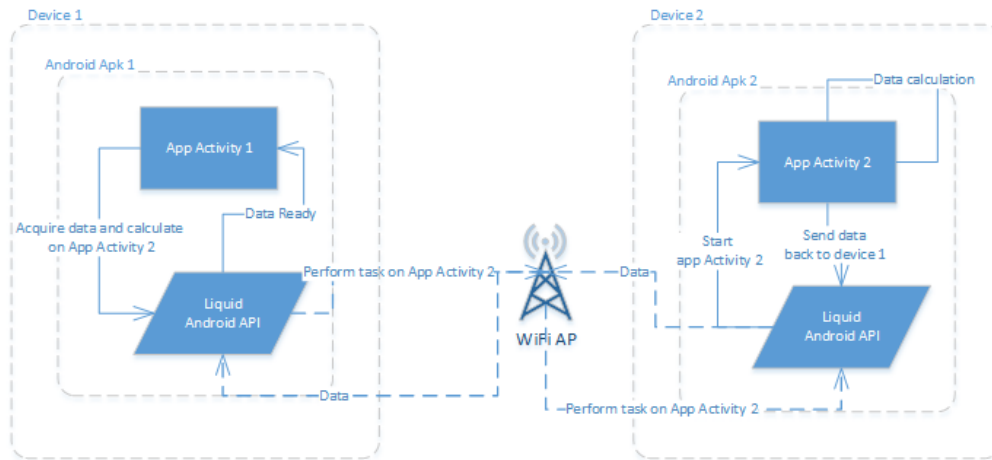 Device 1
Device 2
Android Apk 1
Android Apk 2
Data calculation
App Activity 1
App Activity 2
Data Ready
Acquire data and calculate
on App Activity 2
Start
app Activity 2
Send data
back to device 1
Perform task on App Activity 2
Data
Liquid
Android API
Liquid
Android API
WiFi AP
Data
Perform task on App Activity 2